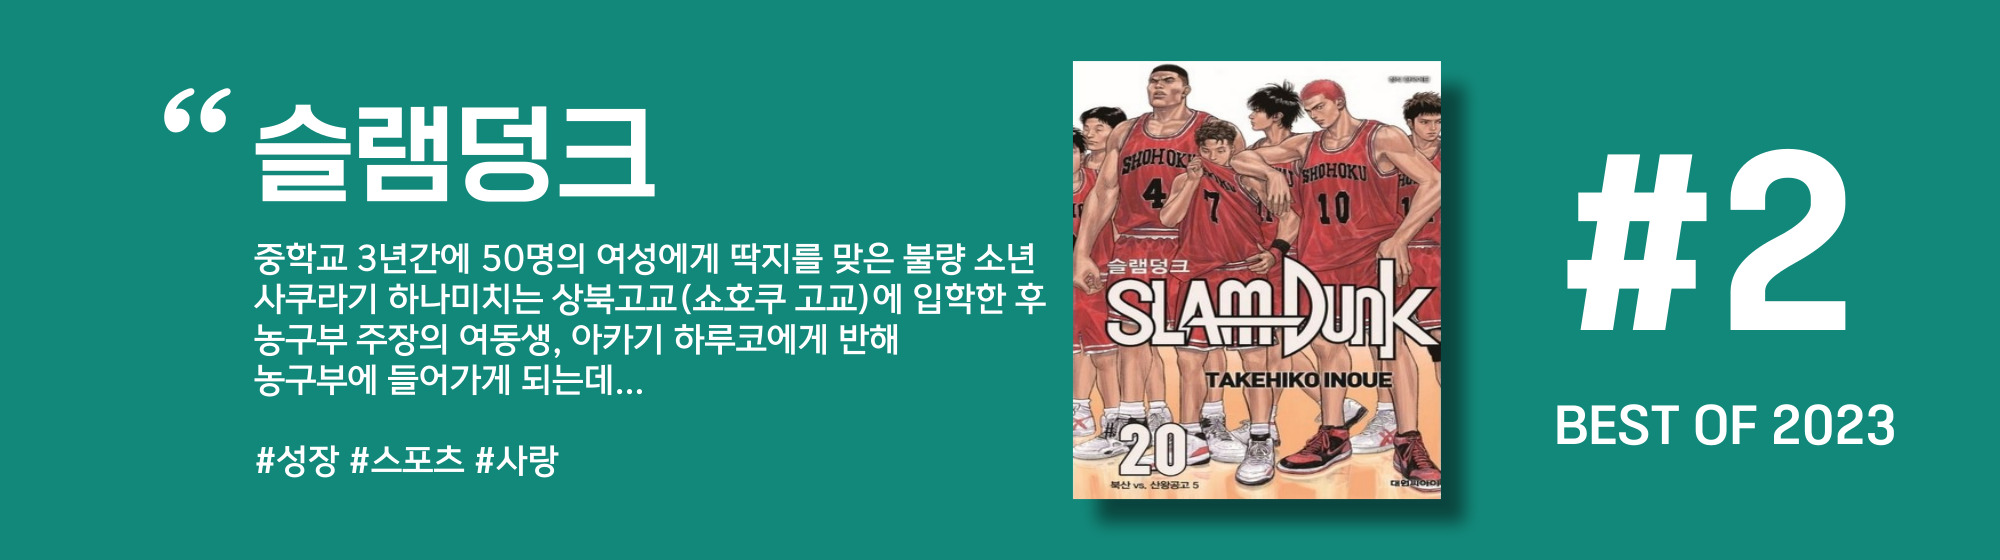 “ 슬램덩크
중학교 3년간에 50명의 여성에게 딱지를 맞은 불량 소년
사쿠라기 하나미치는 상북고교(쇼호쿠 고교)에 입학한 후
농구부 주장의 여동생, 아카기 하루코에게 반해
농구부에 들어가게 되는데...
#성장 #스포츠 #사랑
SHOHOKU
4
7
SHOHOKU
10
슬램덩크
SLAM DUNK
TAKEHIKO INOUE
#20
북산 vs. 산왕공고 5
#2
BEST OF 2023